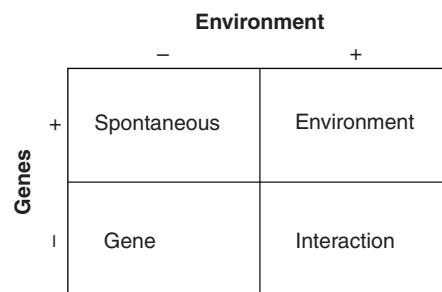 Environment
– +
+ Spontaneous Environment
Genes
– Gene Interaction